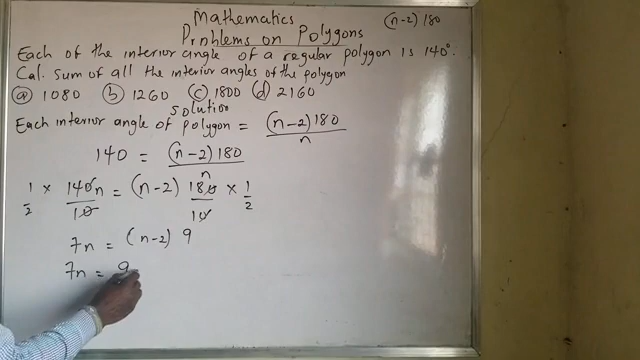 Mathematics
(n-2) 180
Problems on Polygons
Each of the interior angle of a regular polygon is 140°.
Cal. sum of all the interior angles of the polygon
(a) 1080 (b) 1260 (c) 1800 (d) 2160
Solution
Each interior angle of polygon = (n-2) 180 / n
140 = (n-2) 180 / n
1/2 × 140n / 10 = (n-2) 180 / 10 × 1/2
7n = (n-2) 9
7n = 9